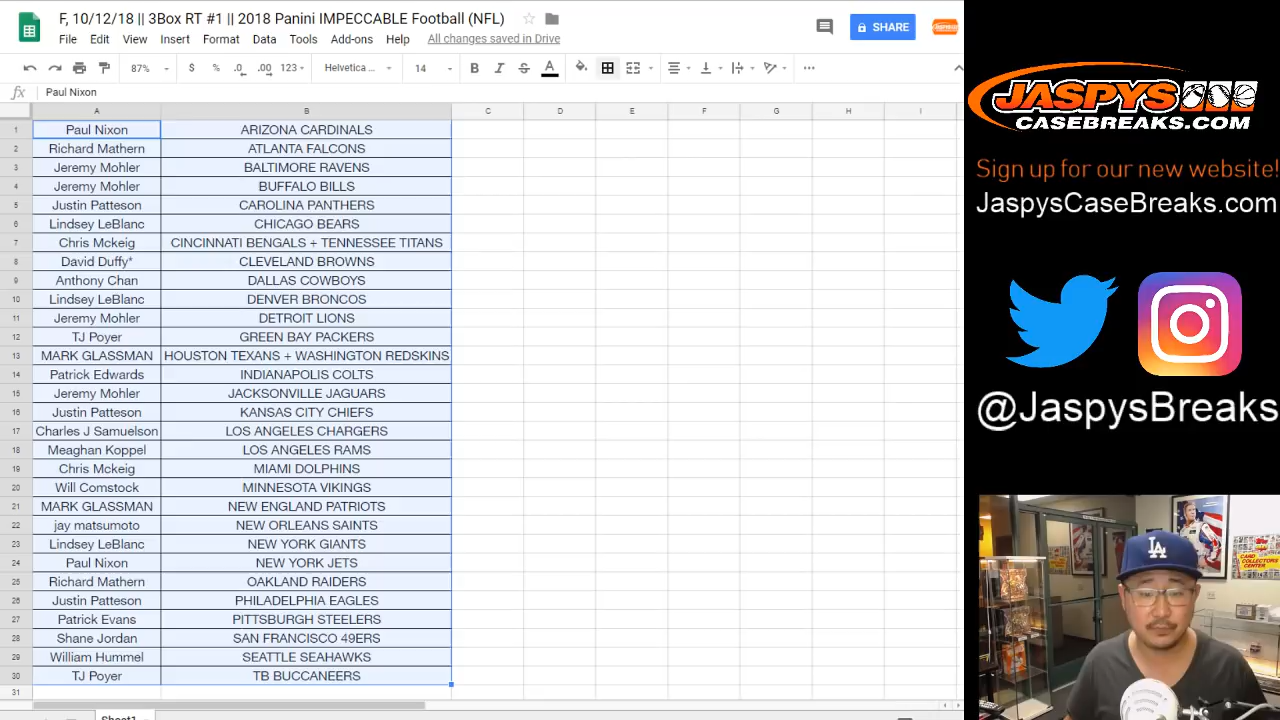 F, 10/12/18 || 3Box RT #1 || 2018 Panini IMPECCABLE Football (NFL)
File Edit View Format Data Tools Add-ons Help All changes saved in Drive
SHARE
87% $ % .0 .00 123 Helvetica ... 14 B I S A
fx Paul Nixon
A B C D E F G H I
1 Paul Nixon ARIZONA CARDINALS
2 Richard Mathern ATLANTA FALCONS
3 Jeremy Mohler BALTIMORE RAVENS
4 Jeremy Mohler BUFFALO BILLS
5 Justin Patteson CAROLINA PANTHERS
6 Lindsey LeBlanc CHICAGO BEARS
7 Chris Mckeig CINCINNATI BENGALS + TENNESSEE TITANS
8 David Duffy* CLEVELAND BROWNS
9 Anthony Chan DALLAS COWBOYS
10 Lindsey LeBlanc DENVER BRONCOS
11 Jeremy Mohler DETROIT LIONS
12 TJ Poyer GREEN BAY PACKERS
13 MARK GLASSMAN HOUSTON TEXANS + WASHINGTON REDSKINS
14 Patrick Edwards INDIANAPOLIS COLTS
15 Jeremy Mohler JACKSONVILLE JAGUARS
16 Justin Patteson KANSAS CITY CHIEFS
17 Charles J Samuelson LOS ANGELES CHARGERS
18 Meaghan Koppel LOS ANGELES RAMS
19 Chris Mckeig MIAMI DOLPHINS
20 Will Comstock MINNESOTA VIKINGS
21 MARK GLASSMAN NEW ENGLAND PATRIOTS
22 jay matsumoto NEW ORLEANS SAINTS
23 Lindsey LeBlanc NEW YORK GIANTS
24 Paul Nixon NEW YORK JETS
25 Richard Mathern OAKLAND RAIDERS
26 Justin Patteson PHILADELPHIA EAGLES
27 Patrick Evans PITTSBURGH STEELERS
28 Shane Jordan SAN FRANCISCO 49ERS
29 William Hummel SEATTLE SEAHAWKS
30 TJ Poyer TB BUCCANEERS
31
Sheet1
JASPYS
CASEBREAKS.COM
Sign up for our new website!
JaspysCaseBreaks.com
@JaspysBreaks
LA
CARD
COLLECTORS
CENTER